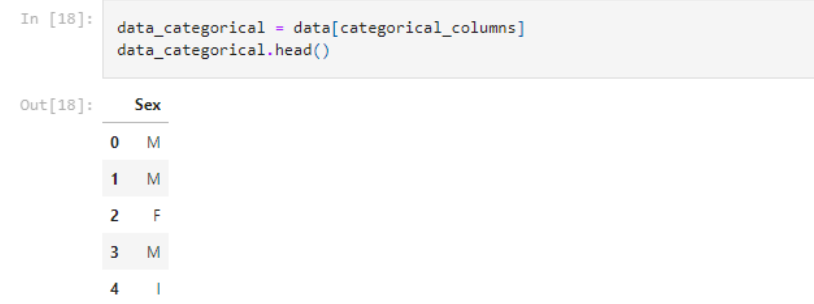 In [18]:
data_categorical = data[categorical_columns]
data_categorical.head()
Out[18]:
Sex
0 M
1 M
2 F
3 M
4 I